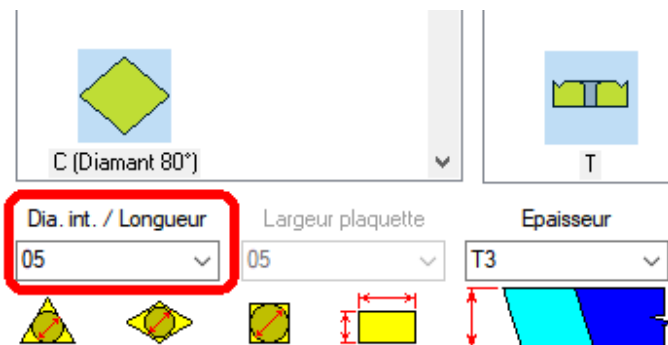 C (Diamant 80°)
T
Dia. int. / Longueur
Largeur plaquette
Epaisseur
05
05
T3